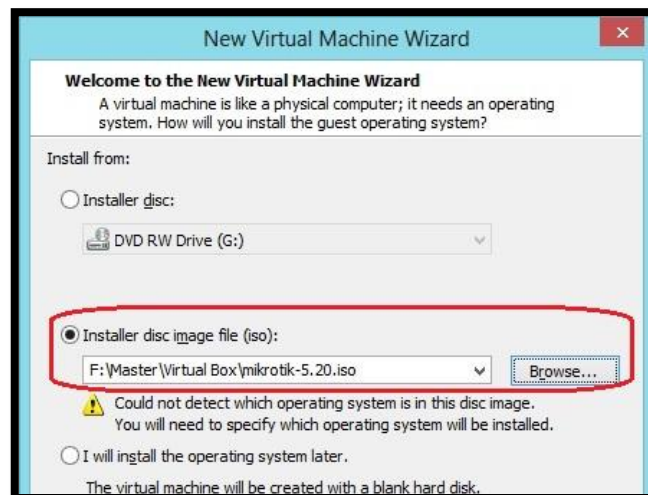 New Virtual Machine Wizard
Welcome to the New Virtual Machine Wizard
A virtual machine is like a physical computer; it needs an operating
system. How will you install the guest operating system?
Install from:
Installer disc:
DVD RW Drive (G:)
Installer disc image file (iso):
F:\Master\Virtual Box\mikrotik-5.20.iso
Browse...
Could not detect which operating system is in this disc image.
You will need to specify which operating system will be installed.
I will install the operating system later.
The virtual machine will be created with a blank hard disk.